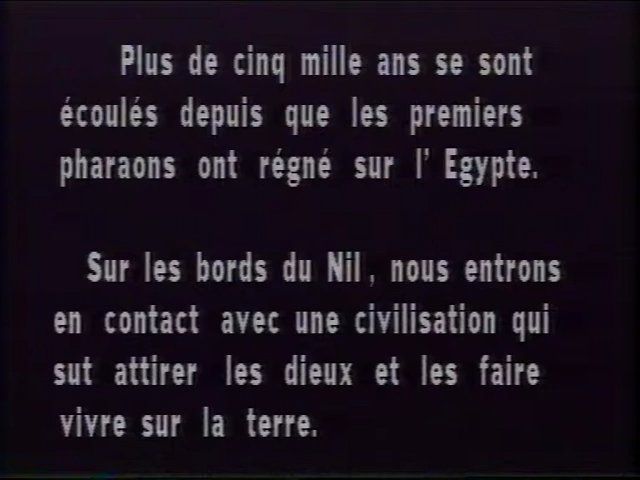 Plus de cinq mille ans se sont
écoulés depuis que les premiers
pharaons ont régné sur l' Egypte.
Sur les bords du Nil, nous entrons
en contact avec une civilisation qui
sut attirer les dieux et les faire
vivre sur la terre.